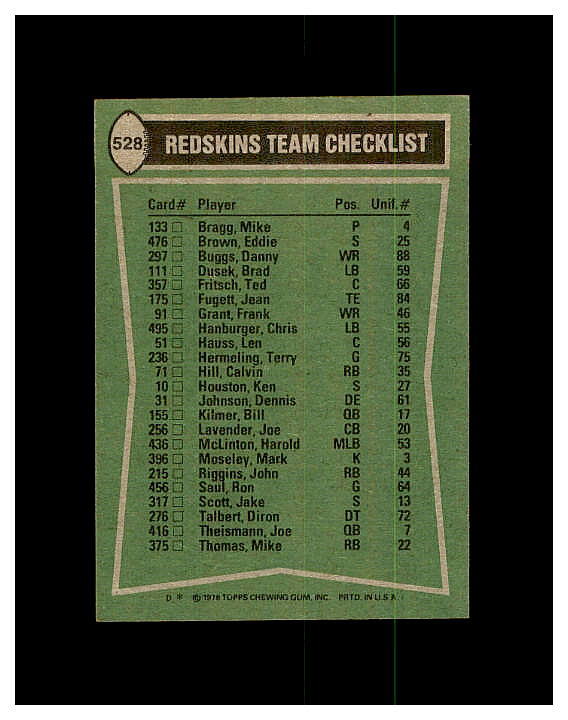 528
REDSKINS TEAM CHECKLIST
Card# Player Pos. Unif.#
133 □ Bragg, Mike P 4
476 □ Brown, Eddie S 25
297 □ Buggs, Danny WR 88
111 □ Dusek, Brad LB 59
357 □ Fritsch, Ted C 66
175 □ Fugett, Jean TE 84
91 □ Grant, Frank WR 46
495 □ Hanburger, Chris LB 55
51 □ Hauss, Len C 56
236 □ Hermeling, Terry G 75
71 □ Hill, Calvin RB 35
10 □ Houston, Ken S 27
31 □ Johnson, Dennis DE 61
155 □ Kilmer, Bill QB 17
256 □ Lavender, Joe CB 20
436 □ McLinton, Harold MLB 53
396 □ Moseley, Mark K 3
215 □ Riggins, John RB 44
456 □ Saul, Ron G 64
317 □ Scott, Jake S 13
276 □ Talbert, Diron DT 72
416 □ Theismann, Joe QB 7
375 □ Thomas, Mike RB 22
D * © 1978 TOPPS CHEWING GUM, INC. PRTD. IN U.S.A.